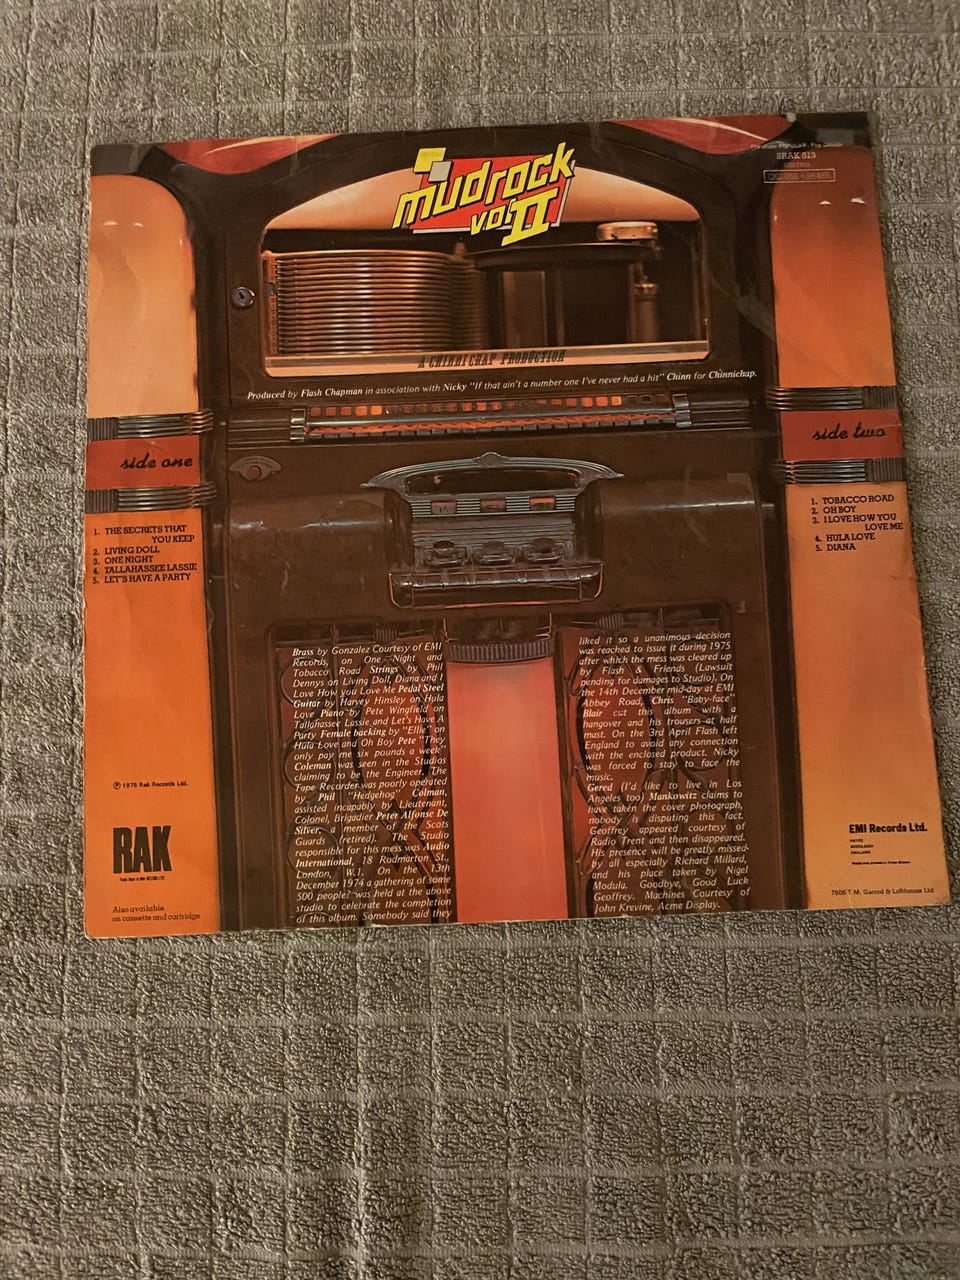 File under POPULAR : Pop Groups
SRAK 513
mudrock
vol II
A CHINNICHAP PRODUCTION
Produced by Flash Chapman in association with Nicky "If that ain't a number one I've never had a hit" Chinn for Chinnichap.
side one
1. THE SECRETS THAT
YOU KEEP
2. LIVING DOLL
3. ONE NIGHT
4. TALLAHASSEE LASSIE
5. LET'S HAVE A PARTY
side two
1. TOBACCO ROAD
2. OH BOY
3. I LOVE HOW YOU
LOVE ME
4. HULA LOVE
5. DIANA
Brass by Gonzalez Courtesy of EMI
Records, on One Night and
Tobacco Road Strings by Phil
Dennys on Living Doll, Diana and I
Love How you Love Me Pedal Steel
Guitar by Harvey Hinsley on Hula
Love Piano by Pete Wingfield on
Tallahassee Lassie and Let's Have A
Party Female backing by "Ellie" on
Hula Love and Oh Boy Pete "They
only pay me six pounds a week"
Coleman was seen in the Studios
claiming to be the Engineer. The
Tape Recorder was poorly operated
by Phil "Hedgehog" Colman,
assisted incapably by Lieutenant,
Colonel, Brigadier Peter Alfonse De
Silver, a member of the Scots
Guards (retired). The Studio
responsible for this mess was Audio
International, 18 Rodmarton St.,
London, W.1. On the 13th
December 1974 a gathering of some
500 people? was held at the above
studio to celebrate the completion
of this album. Somebody said they
liked it so a unanimous decision
was reached to issue it during 1975
after which the mess was cleared up
by Flash & Friends (Lawsuit
pending for damages to Studio). On
the 14th December mid-day at EMI
Abbey Road, Chris "Baby-face"
Blair cut this album with a
hangover and his trousers at half
mast. On the 3rd April Flash left
England to avoid any connection
with the enclosed product. Nicky
was forced to stay to face the
music.
Gered (I'd like to live in Los
Angeles too) Mankowitz claims to
have taken the cover photograph,
nobody is disputing this fact.
Geoffrey appeared courtesy of
Radio Trent and then disappeared.
His presence will be greatly missed-
by all especially Richard Millard,
and his place taken by Nigel
Modula. Goodbye, Good Luck
Geoffrey. Machines Courtesy of
John Krevine, Acme Display.
℗ 1975 Rak Records Ltd.
RAK
Also available
on cassette and cartridge
EMI Records Ltd.
HAYES
MIDDLESEX
ENGLAND
7506 T.M. Garrod & Lofthouse Ltd